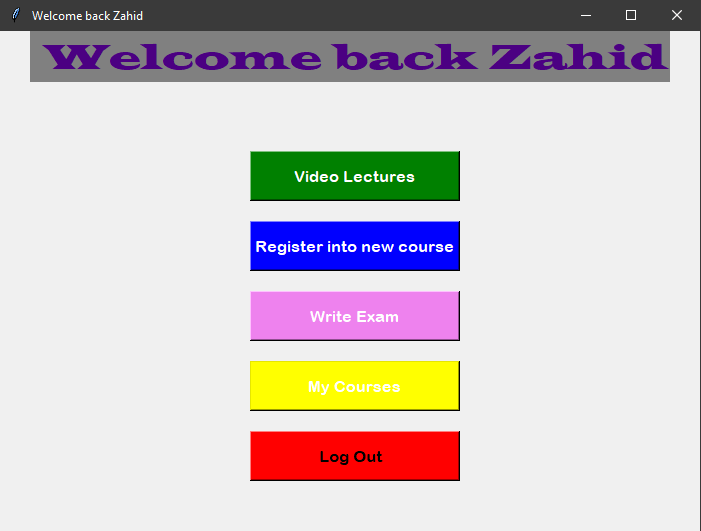 Welcome back Zahid
Welcome back Zahid
Video Lectures
Register into new course
Write Exam
My Courses
Log Out